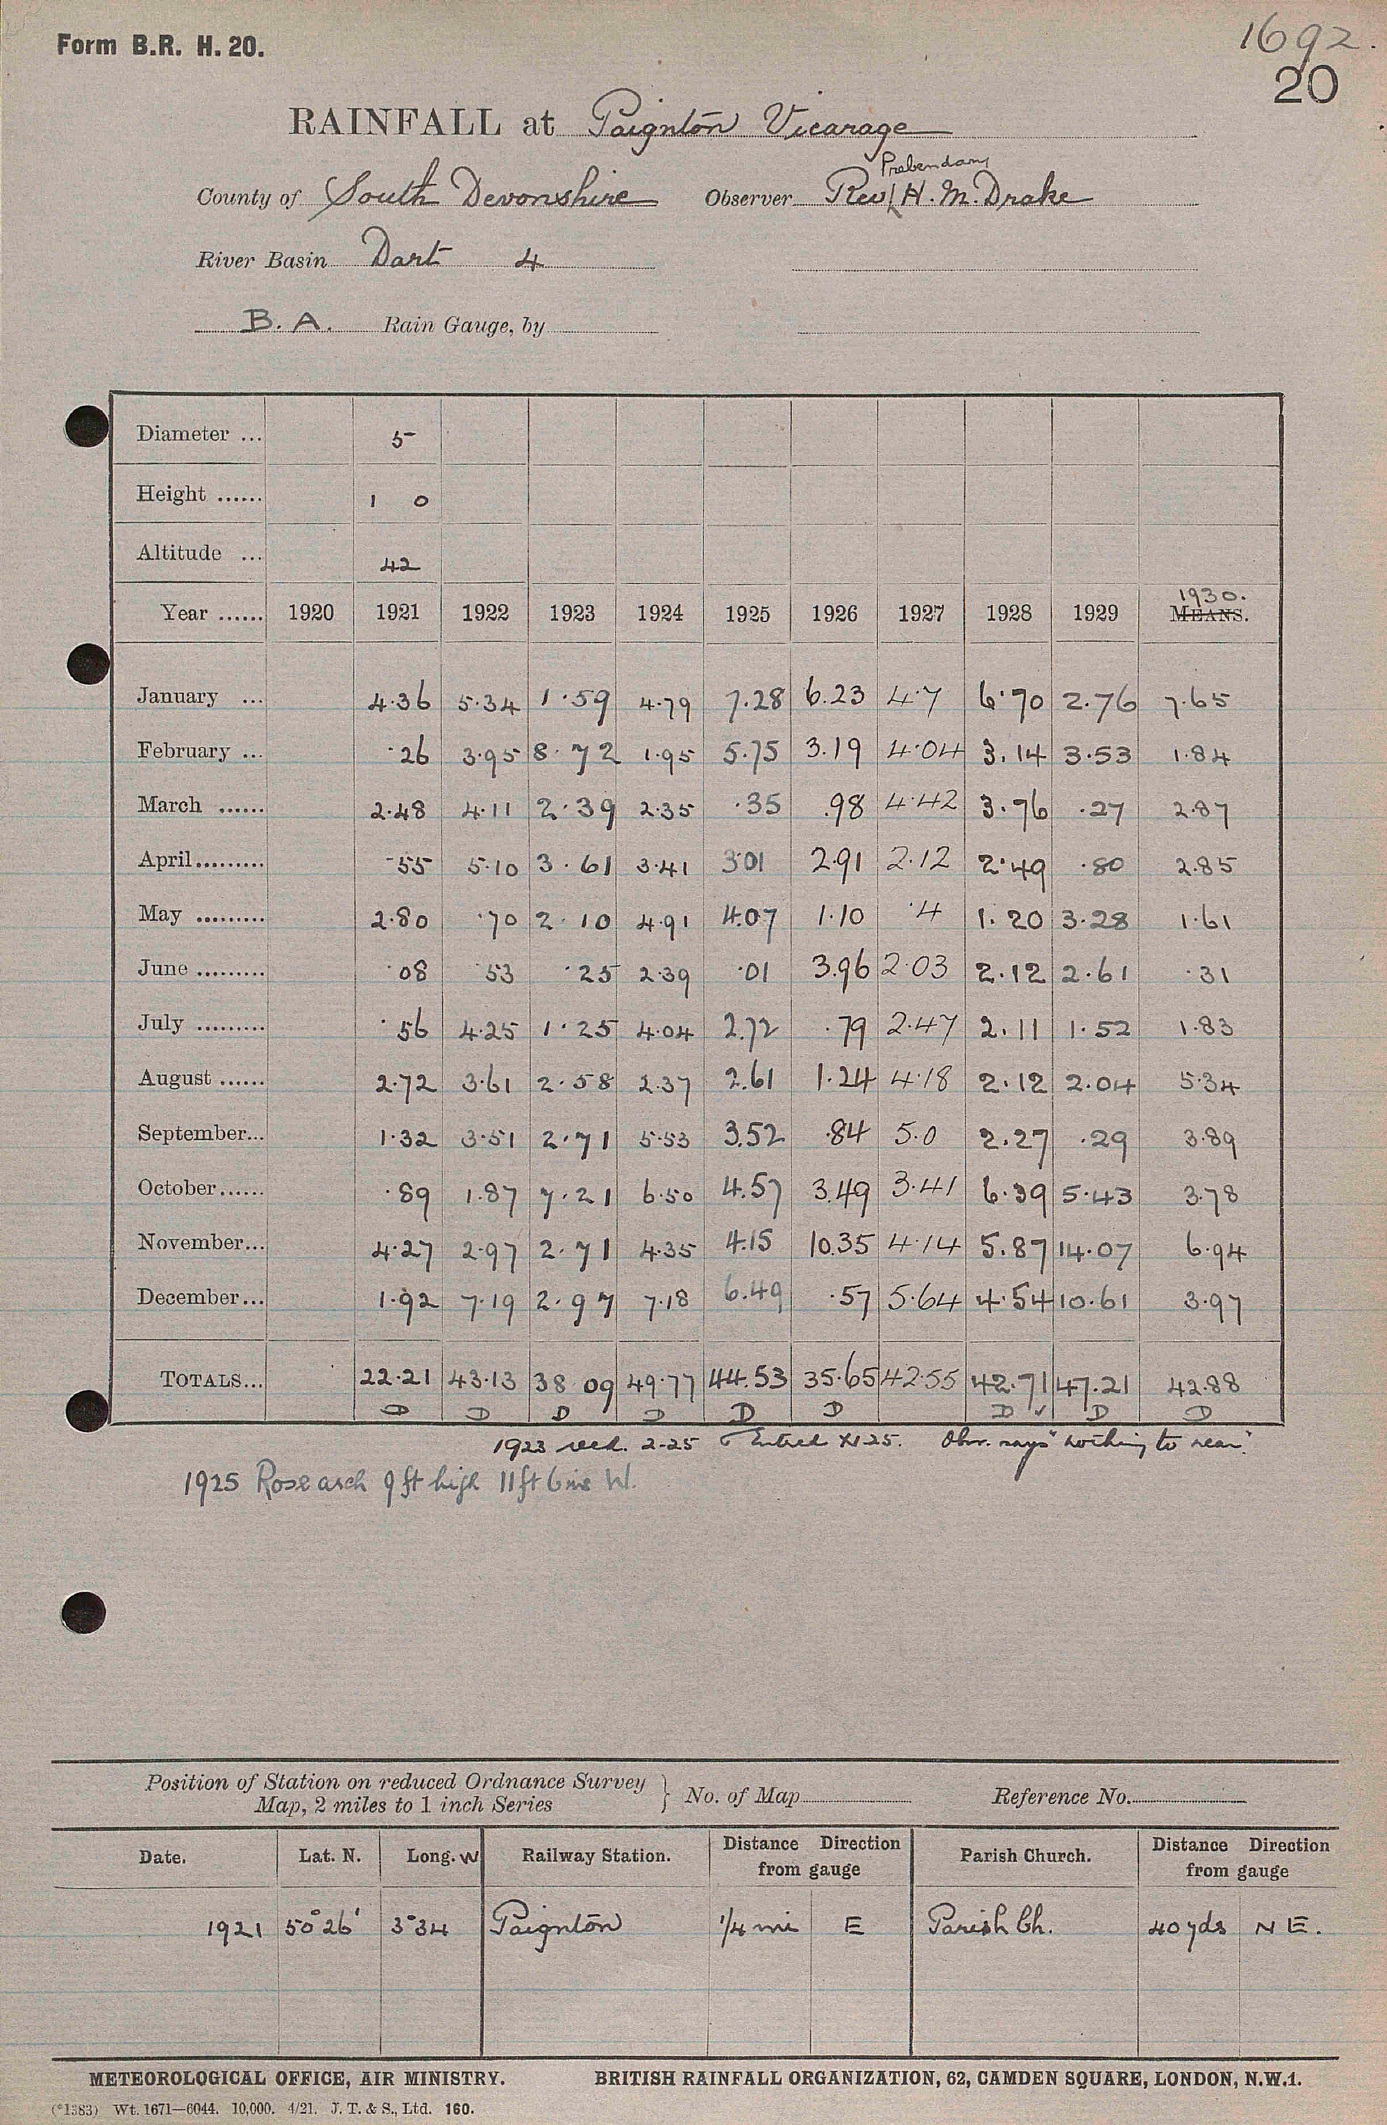 Form B.R. H. 20.
1692.
20
RAINFALL at Paignton Vicarage
Prebendary
County of South Devonshire Observer Rev H. M. Drake
River Basin Dart 4
B. A. Rain Gauge, by
Diameter ... 5
Height ...... 1 0
Altitude ... 42
1930.
Year ...... 1920 1921 1922 1923 1924 1925 1926 1927 1928 1929 MEANS.
January ... 4.36 5.34 1.59 4.79 7.28 6.23 4.7 6.70 2.76 7.65
February ... .26 3.95 8.72 1.95 5.75 3.19 4.04 3.14 3.53 1.84
March ...... 2.48 4.11 2.39 2.35 .35 .98 4.42 3.76 .27 2.87
April......... .55 5.10 3.61 3.41 3.01 2.91 2.12 2.49 .80 2.85
May ......... 2.80 .70 2.10 4.91 4.07 1.10 .4 1.20 3.28 1.61
June ......... .08 .53 .25 2.39 .01 3.96 2.03 2.12 2.61 .31
July ......... .56 4.25 1.25 4.04 2.72 .79 2.47 2.11 1.52 1.83
August ...... 2.72 3.61 2.58 2.37 2.61 1.24 4.18 2.12 2.04 5.34
September... 1.32 3.51 2.71 5.53 3.52 .84 5.0 2.27 .29 3.89
October...... .89 1.87 7.21 6.50 4.57 3.49 3.41 6.39 5.43 3.78
November... 4.27 2.97 2.71 4.35 4.15 10.35 4.14 5.87 14.07 6.94
December... 1.92 7.19 2.97 7.18 6.49 .57 5.64 4.54 10.61 3.97
TOTALS... 22.21 43.13 38 09 49.77 44.53 35.65 42.55 42.71 47.21 42.88
D D D D D D D ✓ D D
1923 recd. 2-25 Entred XI 25. Obsr. says "nothing to near."
1925 Rose arch 9 ft high 11 ft 6 ins W.
Position of Station on reduced Ordnance Survey
Map, 2 miles to 1 inch Series } No. of Map Reference No.
Date. Lat. N. Long. W Railway Station. Distance Direction from gauge Parish Church. Distance Direction from gauge
1921 50°26' 3°34 Paignton 1/4 mi E Parish Ch. 40 yds N E.
METEOROLOGICAL OFFICE, AIR MINISTRY. BRITISH RAINFALL ORGANIZATION, 62, CAMDEN SQUARE, LONDON, N.W.1.
(*1383) Wt. 1671—6044. 10,000. 4/21. J. T. & S., Ltd. 160.